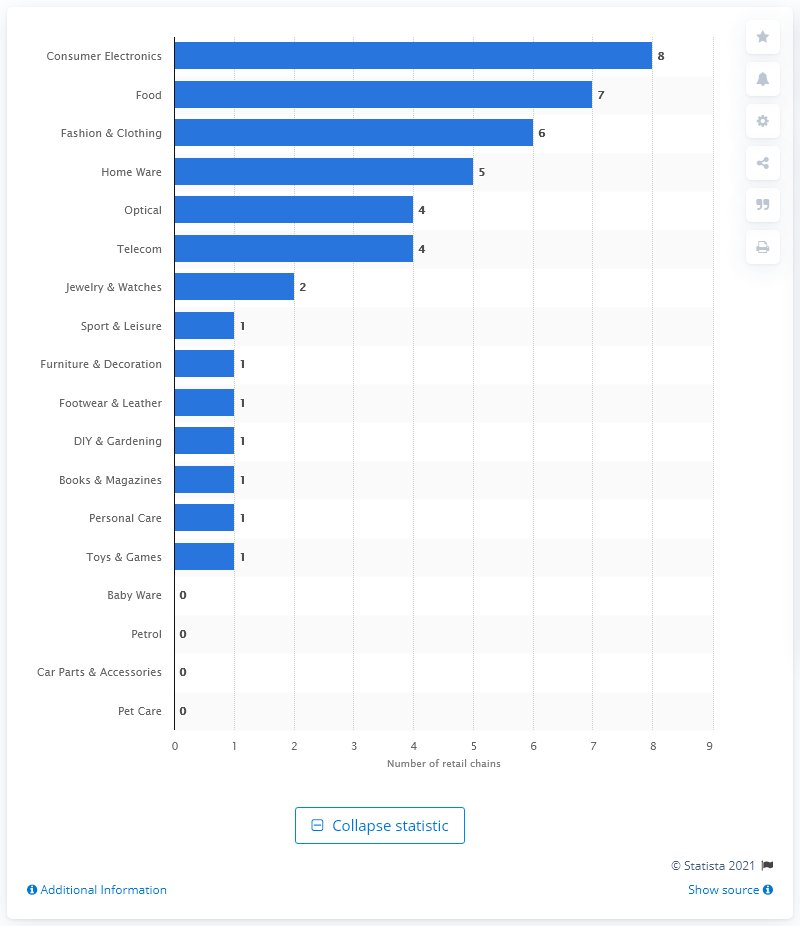 Consumer Electronics 8
Food 7
Fashion & Clothing 6
Home Ware 5
Optical 4
Telecom 4
Jewelry & Watches 2
Sport & Leisure 1
Furniture & Decoration 1
Footwear & Leather 1
DIY & Gardening 1
Books & Magazines 1
Personal Care 1
Toys & Games 1
Baby Ware 0
Petrol 0
Car Parts & Accessories 0
Pet Care 0
0 1 2 3 4 5 6 7 8 9
Number of retail chains
Collapse statistic
© Statista 2021
Additional Information
Show source